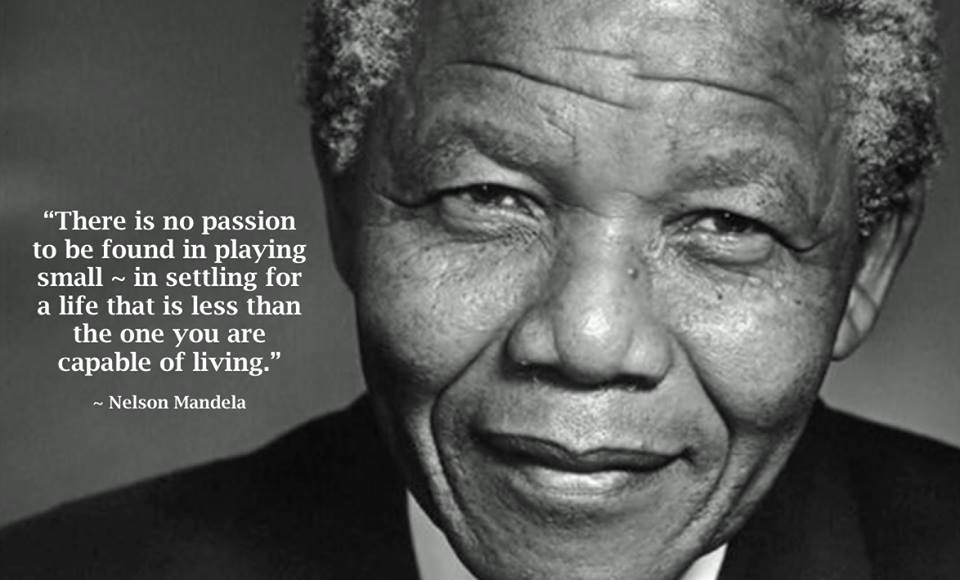 “There is no passion
to be found in playing
small ~ in settling for
a life that is less than
the one you are
capable of living.”
~ Nelson Mandela